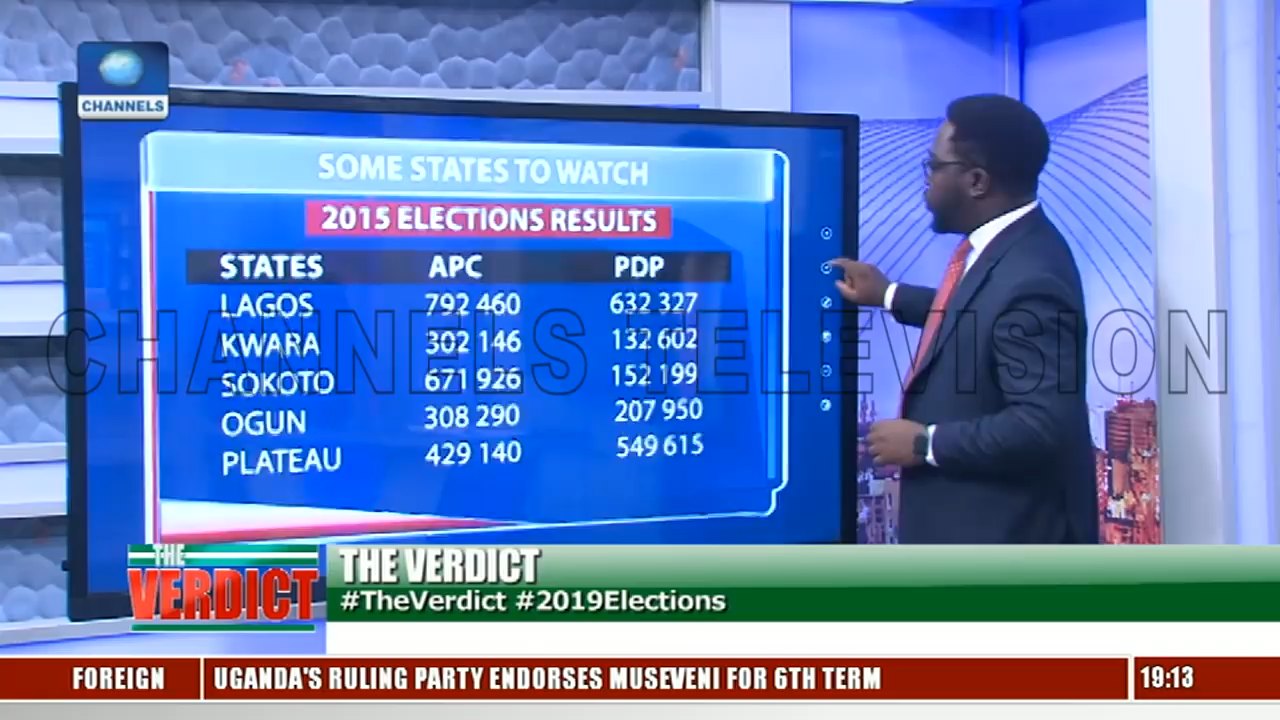 CHANNELS
SOME STATES TO WATCH
2015 ELECTIONS RESULTS
STATES APC PDP
LAGOS 792 460 632 327
KWARA 302 146 132 602
SOKOTO 671 926 152 199
OGUN 308 290 207 950
PLATEAU 429 140 549 615
CHANNELS TELEVISION
THE VERDICT
THE VERDICT
#TheVerdict #2019Elections
FOREIGN UGANDA'S RULING PARTY ENDORSES MUSEVENI FOR 6TH TERM 19:13